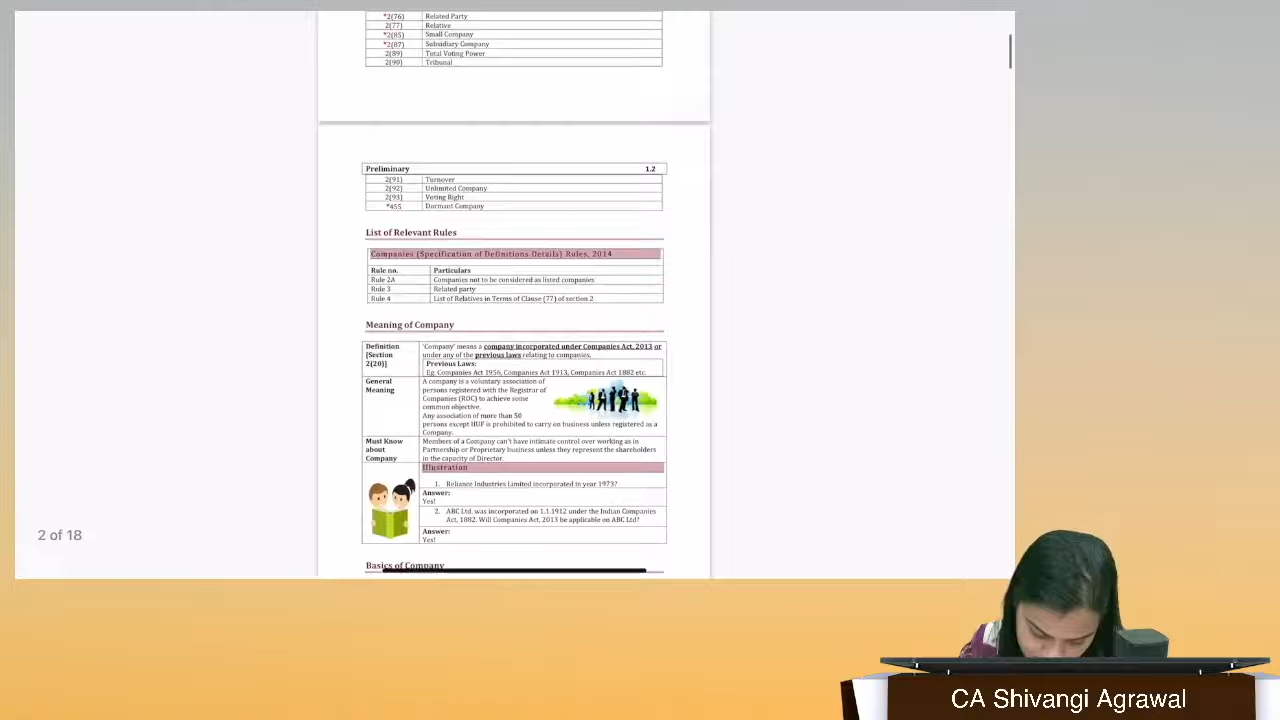 *2(76) Related Party
2(77) Relative
*2(85) Small Company
*2(87) Subsidiary Company
2(89) Total Voting Power
2(90) Tribunal
Preliminary 1.2
2(91) Turnover
2(92) Unlimited Company
2(93) Voting Right
*455 Dormant Company
List of Relevant Rules
Companies (Specification of Definitions Details) Rules, 2014
Rule no. Particulars
Rule 2A Companies not to be considered as listed companies
Rule 3 Related party
Rule 4 List of Relatives in Terms of Clause (77) of section 2
Meaning of Company
Definition
[Section
2(20)]
'Company' means a company incorporated under Companies Act, 2013 or
under any of the previous laws relating to companies.
Previous Laws:
Eg. Companies Act 1956, Companies Act 1913, Companies Act 1882 etc.
General
Meaning
A company is a voluntary association of
persons registered with the Registrar of
Companies (ROC) to achieve some
common objective.
Any association of more than 50
persons except HUF is prohibited to carry on business unless registered as a
Company.
Must Know
about
Company
Members of a Company can't have intimate control over working as in
Partnership or Proprietary business unless they represent the shareholders
in the capacity of Director.
Illustration
1. Reliance Industries Limited incorporated in year 1973?
Answer:
Yes!
2. ABC Ltd. was incorporated on 1.1.1912 under the Indian Companies
Act, 1882. Will Companies Act, 2013 be applicable on ABC Ltd?
Answer:
Yes!
Basics of Company
2 of 18
CA Shivangi Agrawal